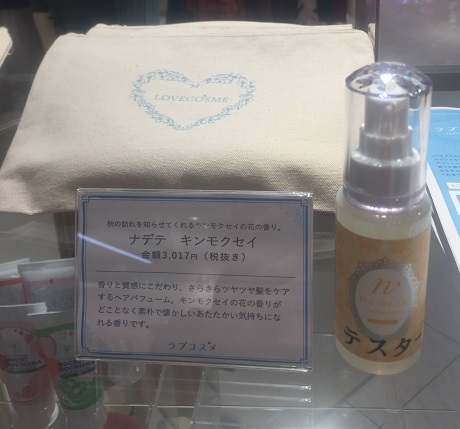 LOVECOSME
秋の訪れを知らせてくれるキンモクセイの花の香り。
ナデテ キンモクセイ
金額3,017円(税抜き)
香りと質感にこだわり、さらさらツヤツヤ髪をケア
するヘアパフューム。キンモクセイの花の香りが
どことなく素朴で懐かしいあたたかい気持ちにな
れる香りです。
ラブコスメ
テスター